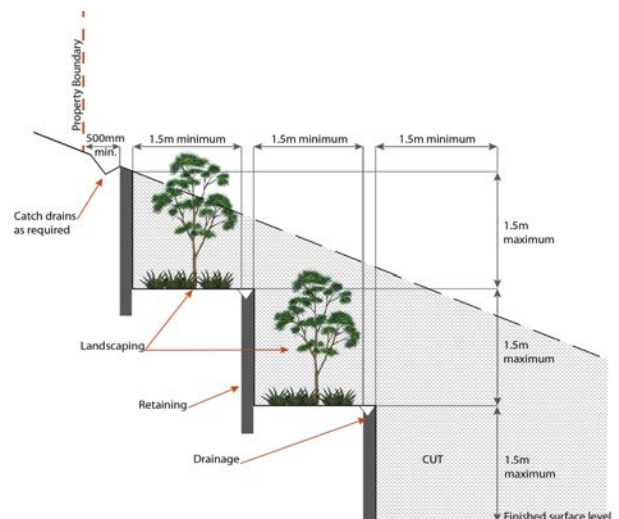 Property Boundary
500mm
min.
1.5m minimum
1.5m minimum
1.5m minimum
Catch drains
as required
1.5m
maximum
Landscaping
1.5m
maximum
Retaining
Drainage
CUT
1.5m
maximum
Finished surface level